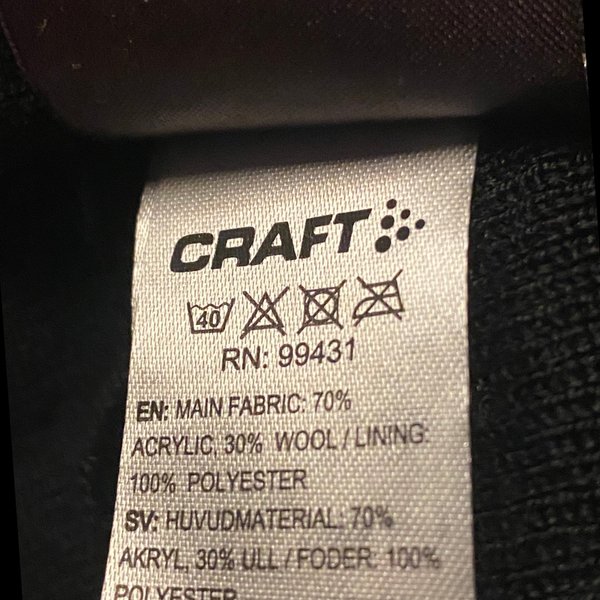 CRAFT
40
RN: 99431
EN: MAIN FABRIC: 70%
ACRYLIC, 30% WOOL / LINING:
100% POLYESTER
SV: HUVUDMATERIAL: 70%
AKRYL, 30% ULL / FODER: 100%
POLYESTER